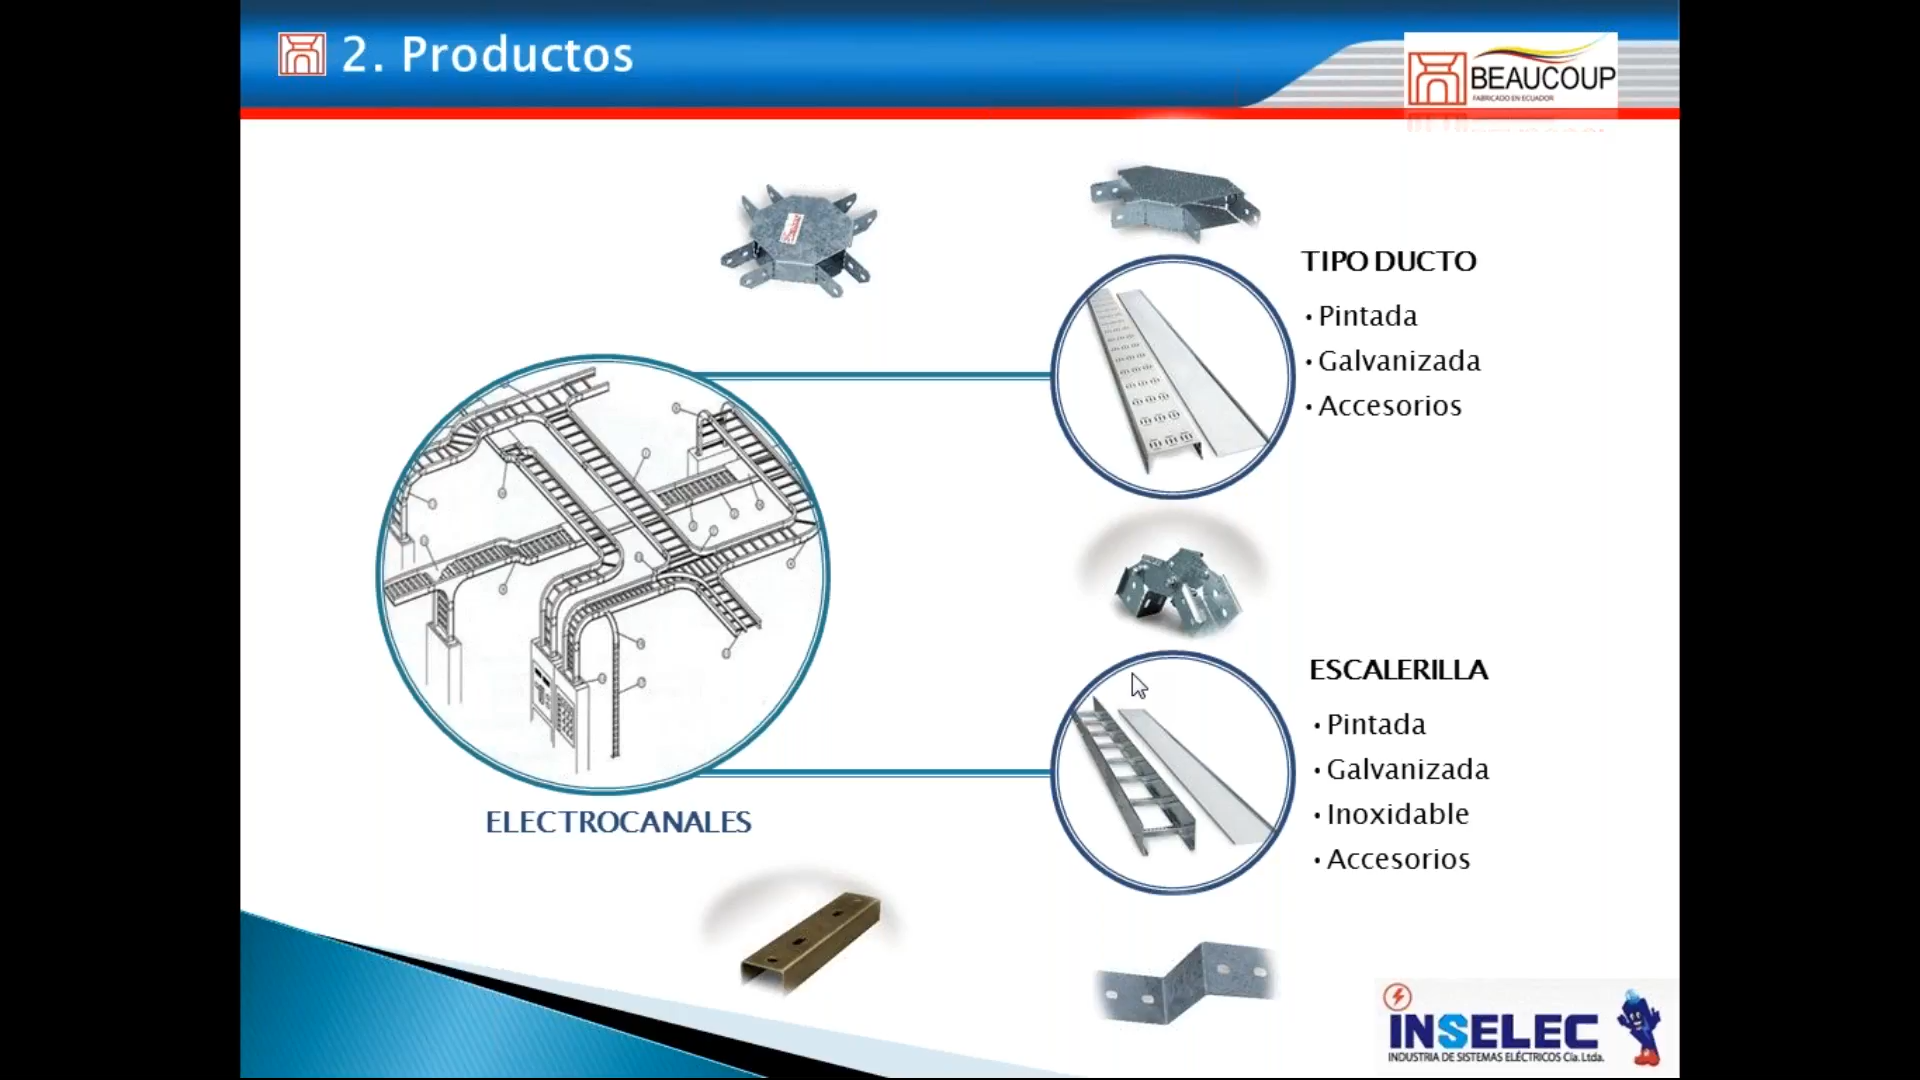 2. Productos
BEAUCOUP
FABRICADO EN ECUADOR
TIPO DUCTO
• Pintada
• Galvanizada
• Accesorios
ESCALERILLA
• Pintada
• Galvanizada
• Inoxidable
• Accesorios
ELECTROCANALES
INSELEC
INDUSTRIA DE SISTEMAS ELÉCTRICOS Cía. Ltda.